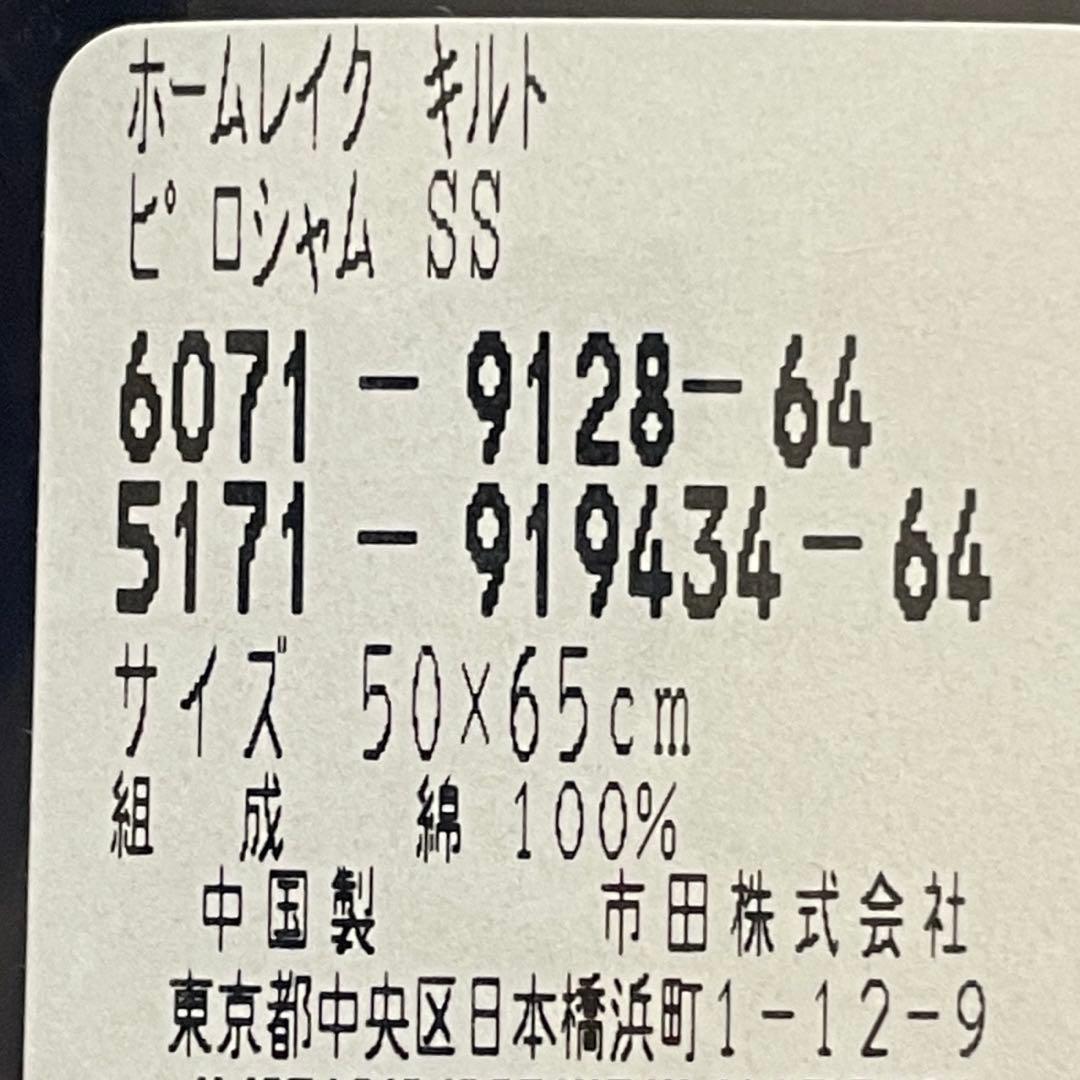 ホームレイク キルト
ピロシャム SS
6071 - 9128-64
5171 - 919434-64
サイズ 50×65cm
組 成 綿 100%
中国製 市田株式会社
東京都中央区日本橋浜町1-12-9